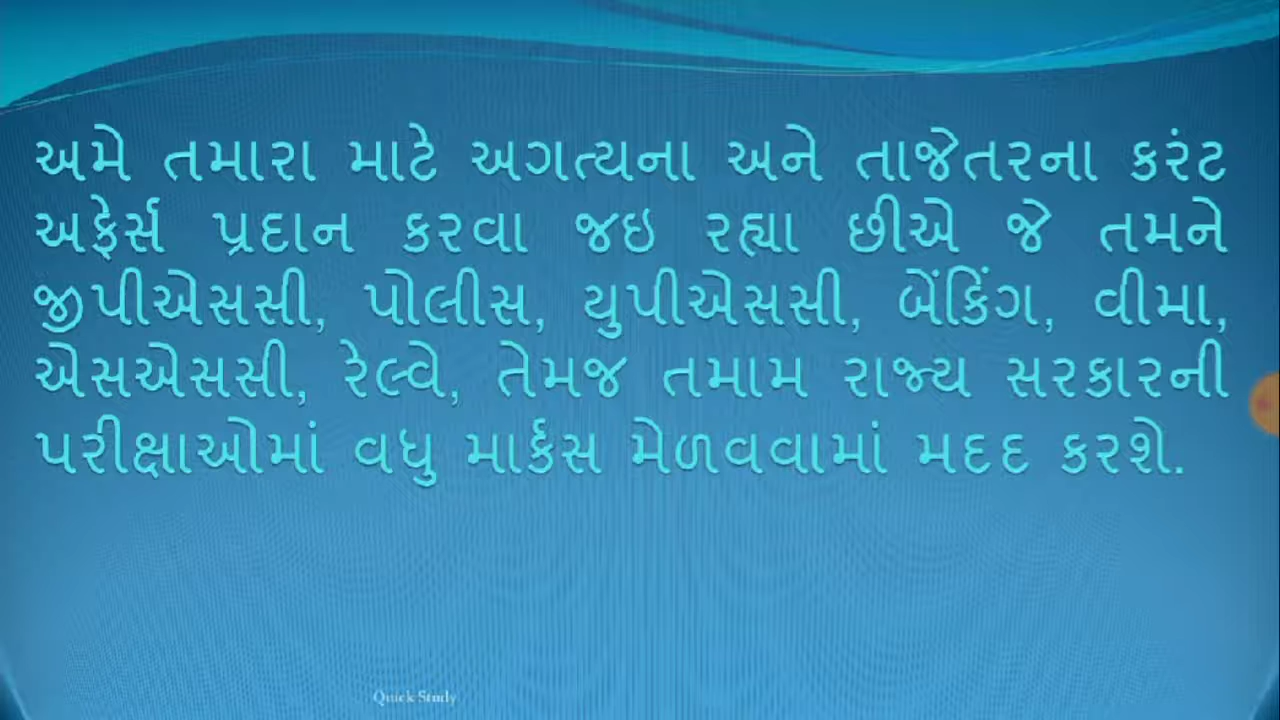 અમે તમારા માટે અગત્યના અને તાજેતરના કરંટ
અફેર્સ પ્રદાન કરવા જઇ રહ્યા છીએ જે તમને
જીપીએસસી, પોલીસ, યુપીએસસી, બેંકિંગ, વીમા,
એસએસસી, રેલ્વે, તેમજ તમામ રાજ્ય સરકારની
પરીક્ષાઓમાં વધુ માર્કસ મેળવવામાં મદદ કરશે.
Quick Study